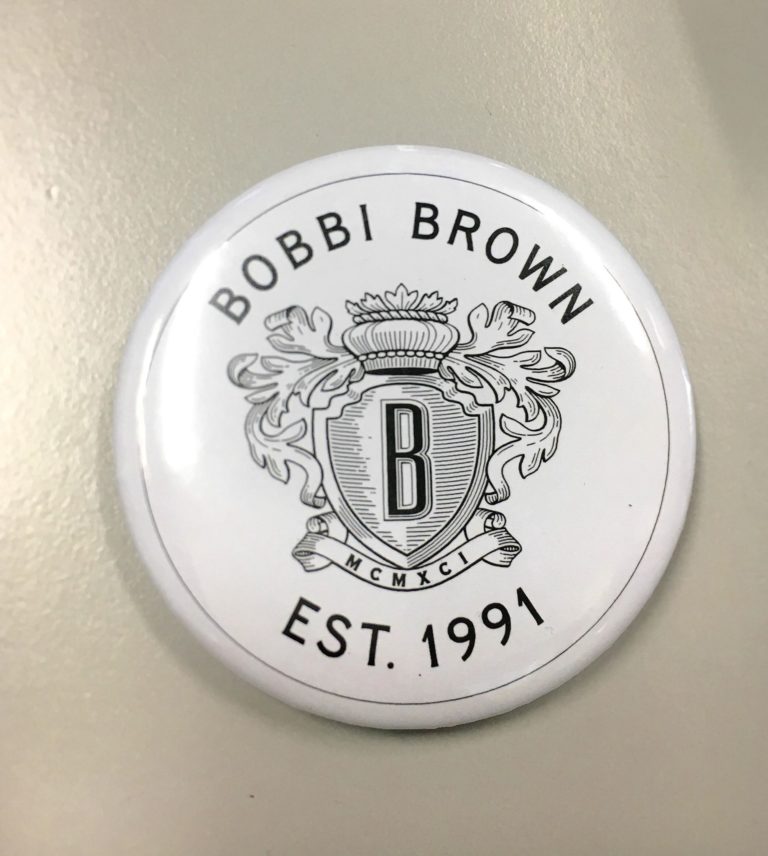 BOBBI BROWN
B
MCMXCI
EST. 1991